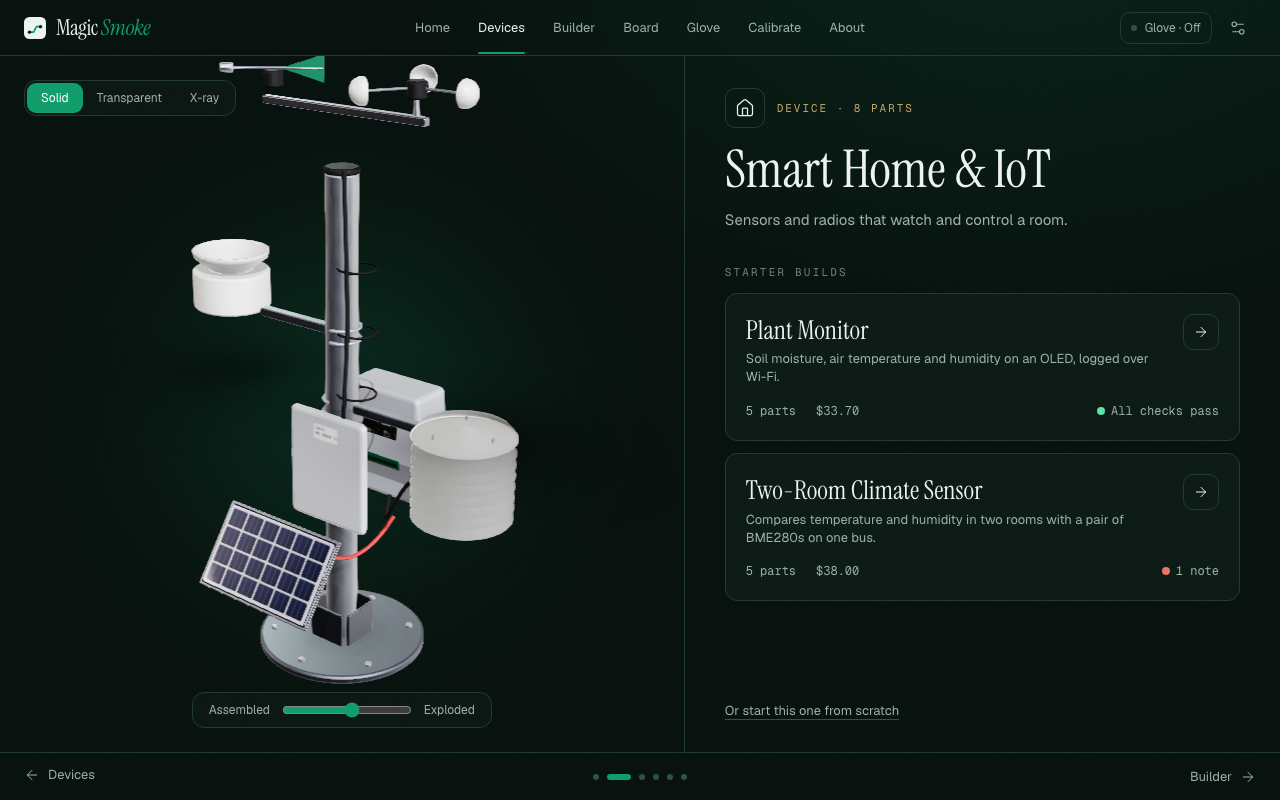 Magic Smoke
Home
Devices
Builder
Board
Glove
Calibrate
About
Glove · Off
Solid
Transparent
X-ray
Assembled
Exploded
DEVICE · 8 PARTS
Smart Home & IoT
Sensors and radios that watch and control a room.
STARTER BUILDS
Plant Monitor
Soil moisture, air temperature and humidity on an OLED, logged over
Wi-Fi.
5 parts $33.70
All checks pass
Two-Room Climate Sensor
Compares temperature and humidity in two rooms with a pair of
BME280s on one bus.
5 parts $38.00
1 note
Or start this one from scratch
Devices
Builder